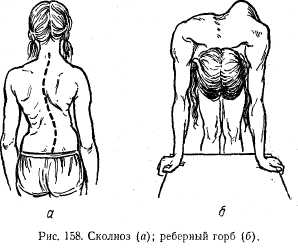 а
б
Рис. 158. Сколиоз (а); реберный горб (б).